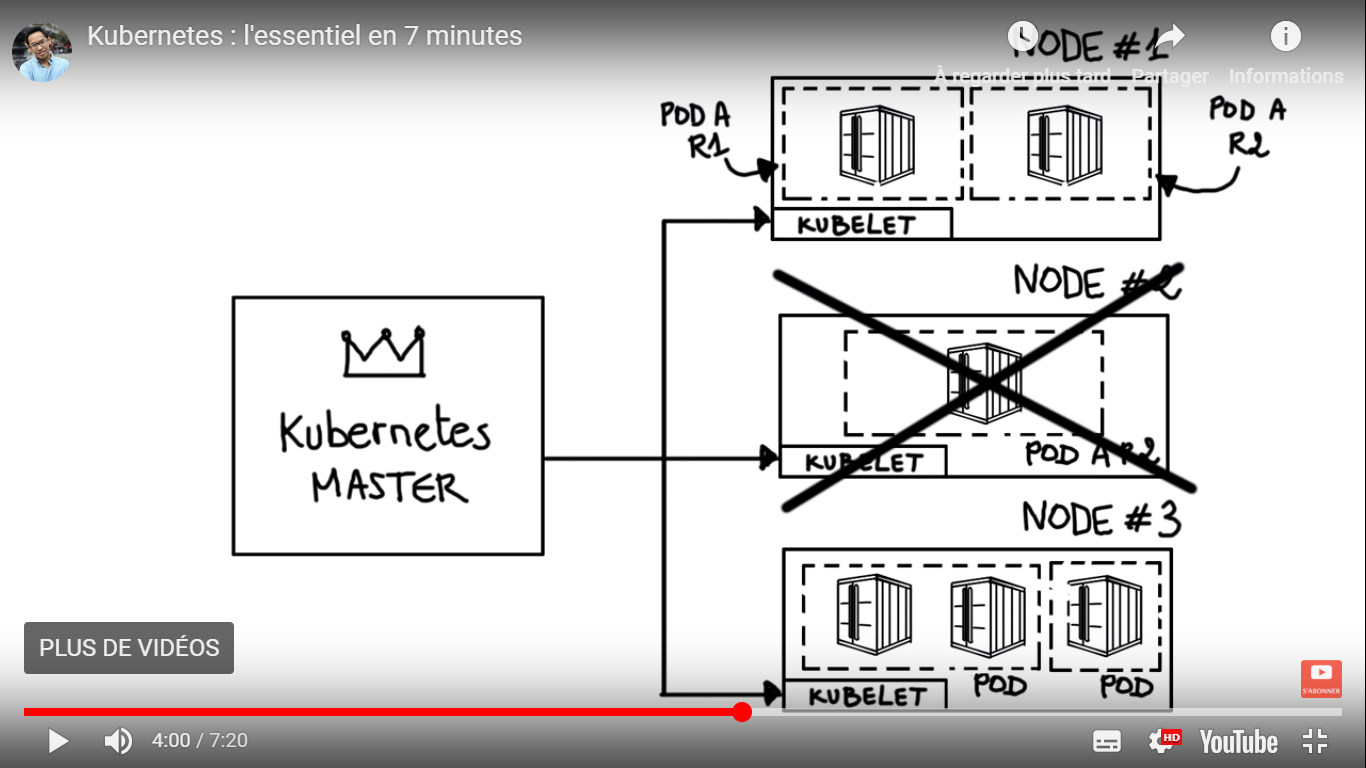 Kubernetes : l'essentiel en 7 minutes
NODE #1
À regarder plus tard Partager Informations
POD A
R1
POD A
R2
KUBELET
NODE #2
Kubernetes
MASTER
POD A R2
KUBELET
NODE #3
PLUS DE VIDÉOS
KUBELET
POD
POD
S'ABONNER
4:00 / 7:20
HD
YouTube